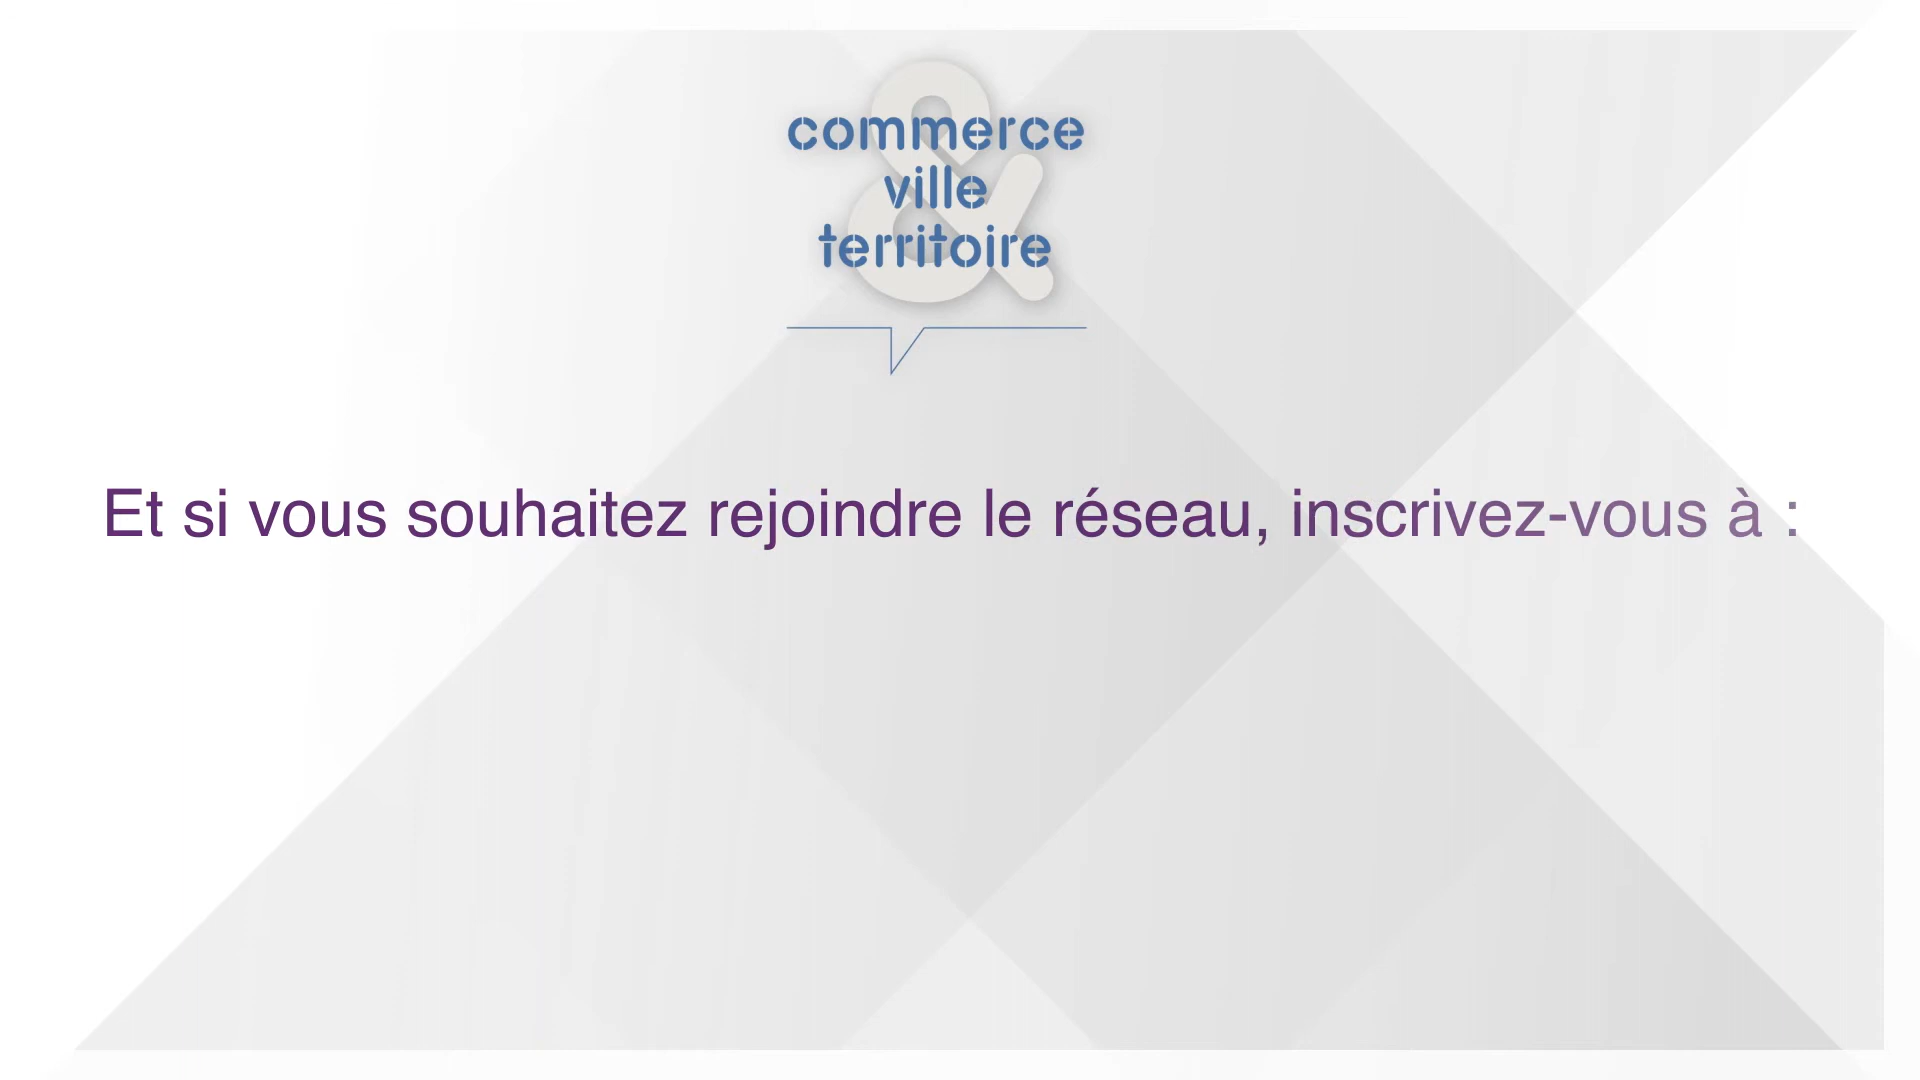 &
commerce
ville
territoire
Et si vous souhaitez rejoindre le réseau, inscrivez-vous à :